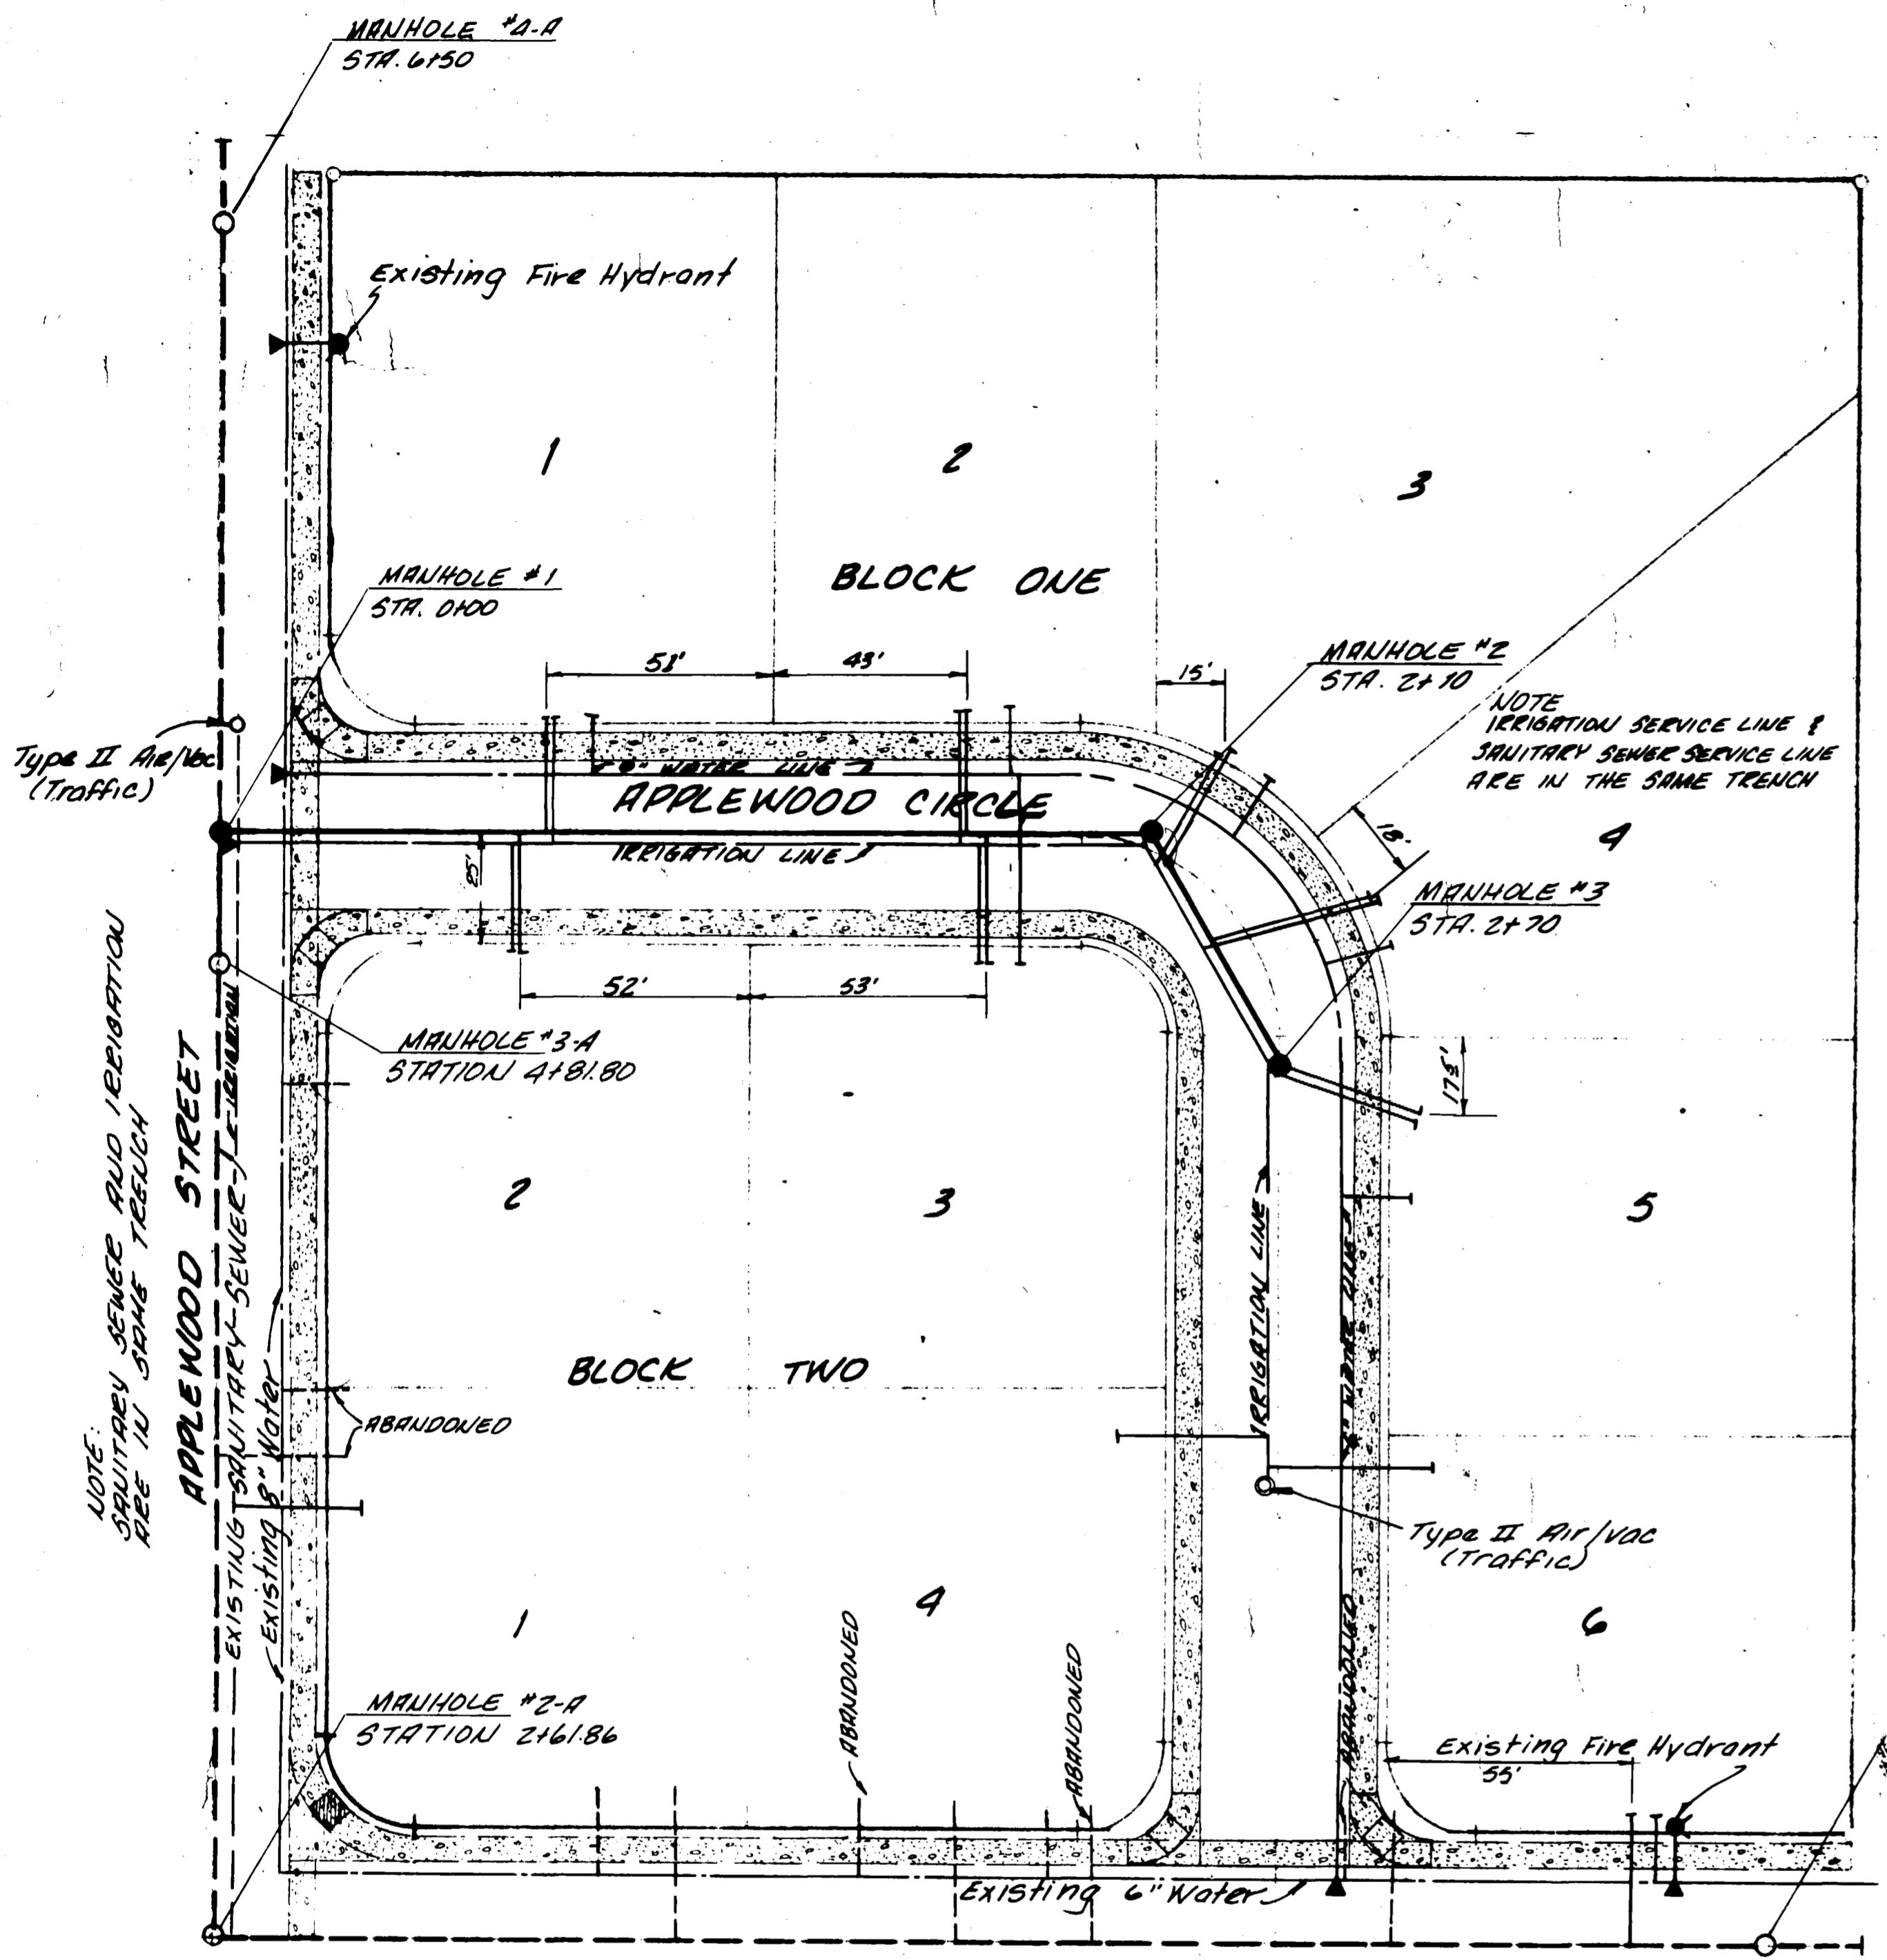 MANHOLE #4-A
STA. 6+50
Existing Fire Hydrant
1
2
3
BLOCK ONE
MANHOLE #1
STA. 0+00
51'
43'
15'
MANHOLE #2
STA. 2+10
NOTE
IRRIGATION SERVICE LINE &
SANITARY SEWER SERVICE LINE
ARE IN THE SAME TRENCH
Type II Air/Vac
(Traffic)
WATER LINE
APPLEWOOD CIRCLE
IRRIGATION LINE
25'
18'
4
MANHOLE #3
STA. 2+70
52'
53'
MANHOLE #3-A
STATION 4+81.80
17.5'
NOTE:
SANITARY SEWER AND IRRIGATION
ARE IN SAME TRENCH
APPLEWOOD STREET
EXISTING SANITARY SEWER
IRRIGATION
Existing 8" Water
2
3
5
IRRIGATION LINE
WATER LINE
BLOCK TWO
ABANDONED
Type II Air/vac
(Traffic)
1
4
6
ABANDONED
ABANDONED
ABANDONED
MANHOLE #2-A
STATION 2+61.86
Existing Fire Hydrant
55'
Existing 6" Water